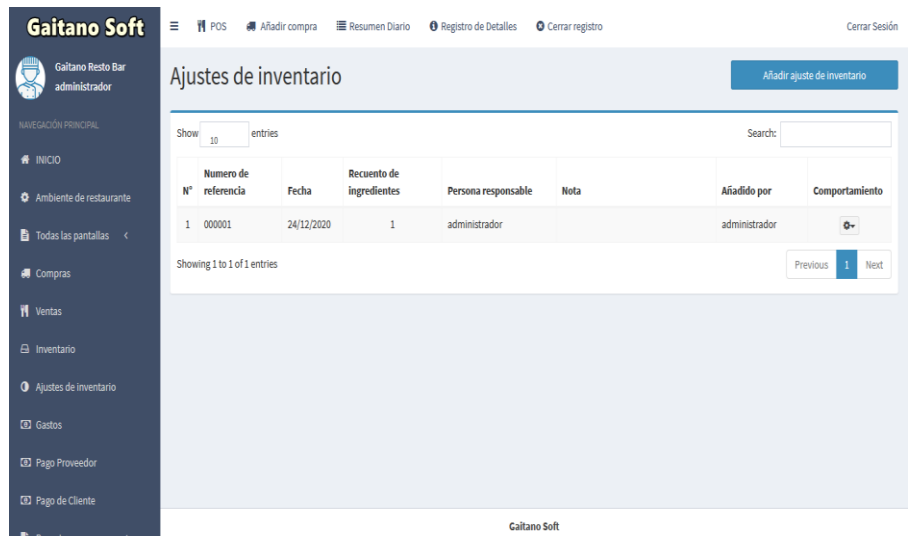 Gaitano Soft
POS Añadir compra Resumen Diario Registro de Detalles Cerrar registro Cerrar Sesión
Gaitano Resto Bar
administrador
NAVEGACIÓN PRINCIPAL
INICIO
Ambiente de restaurante
Todas las pantallas
Compras
Ventas
Inventario
Ajustes de inventario
Gastos
Pago Proveedor
Pago de Cliente
Ajustes de inventario
Añadir ajuste de inventario
Show 10 entries Search:
N° Numero de referencia Fecha Recuento de ingredientes Persona responsable Nota Añadido por Comportamiento
1 000001 24/12/2020 1 administrador administrador
Showing 1 to 1 of 1 entries
Previous 1 Next
Gaitano Soft